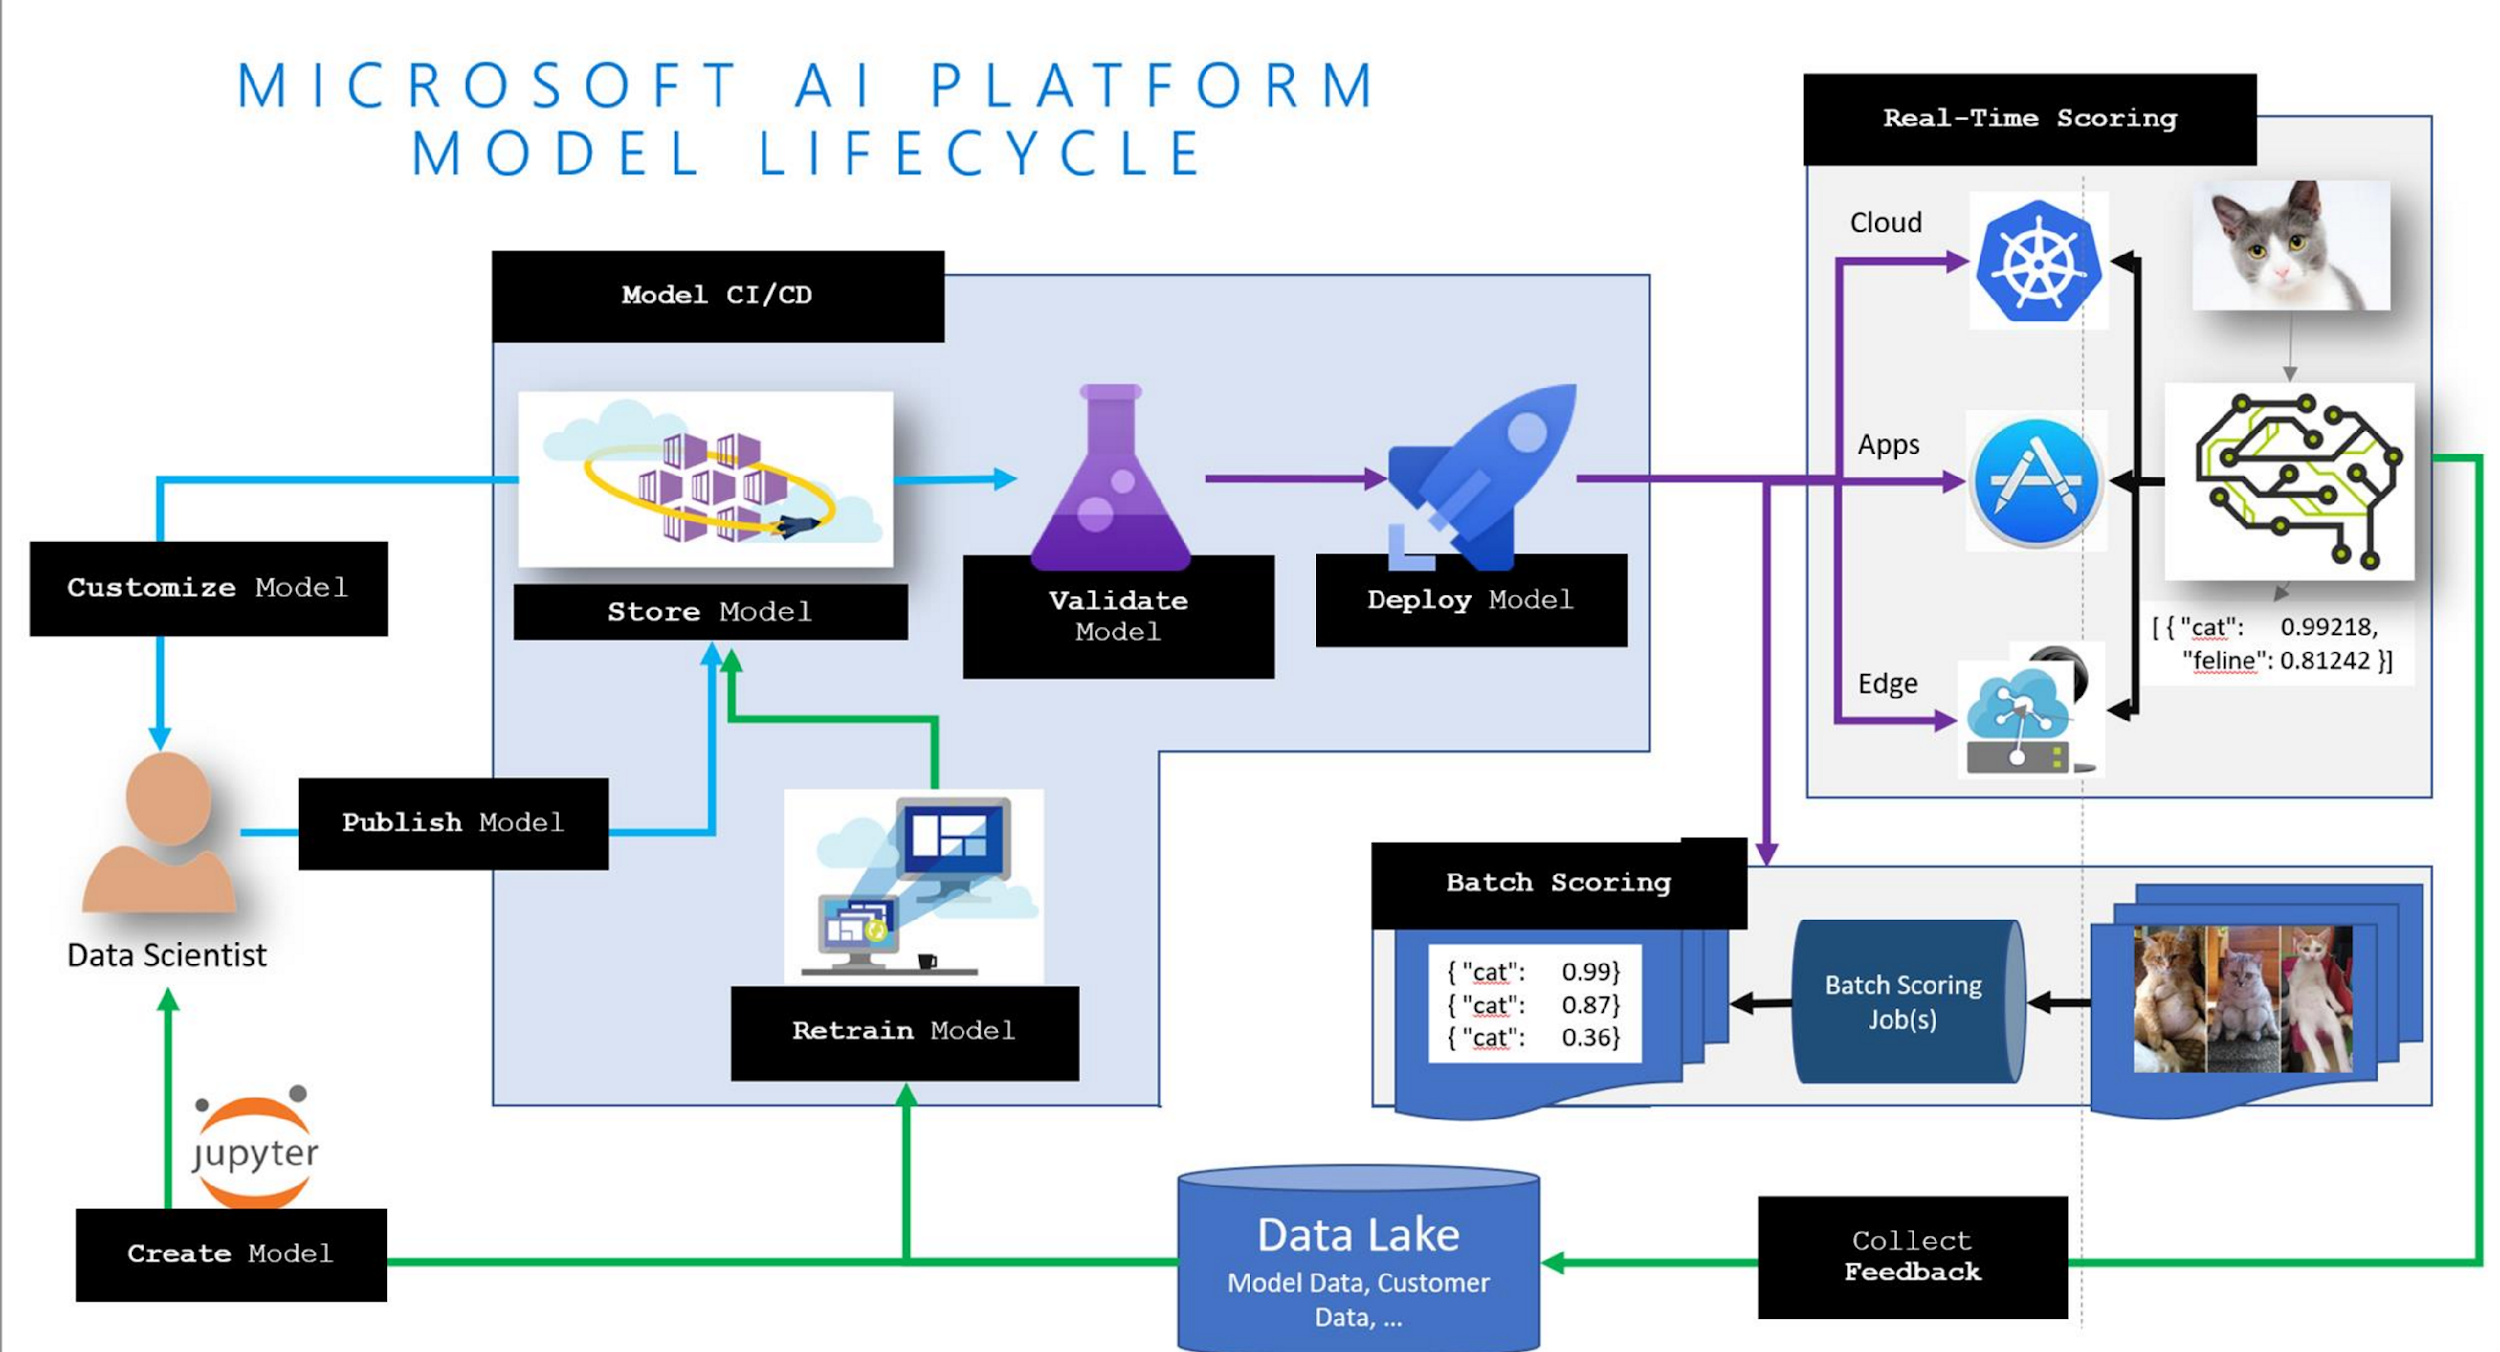 MICROSOFT AI PLATFORM
MODEL LIFECYCLE
Real-Time Scoring
Cloud
Apps
Edge
[ { "cat": 0.99218,
"feline": 0.81242 }]
Model CI/CD
Customize Model
Store Model
Validate
Model
Deploy Model
Publish Model
Data Scientist
Retrain Model
Batch Scoring
{ "cat": 0.99}
{ "cat": 0.87}
{ "cat": 0.36}
Batch Scoring
Job(s)
jupyter
Create Model
Data Lake
Model Data, Customer
Data, ...
Collect
Feedback